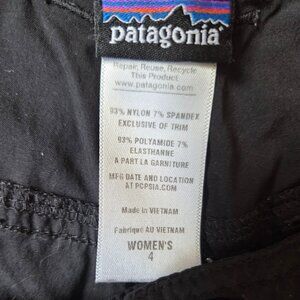 patagonia®
Repair, Reuse, Recycle
This Product
www.patagonia.com
93% NYLON 7% SPANDEX
EXCLUSIVE OF TRIM
93% POLYAMIDE 7%
ELASTHANNE
A PART LA GARNITURE
MFG DATE AND LOCATION
AT PCPSIA.COM
Made in VIETNAM
Fabriqué AU VIETNAM
WOMEN'S
4